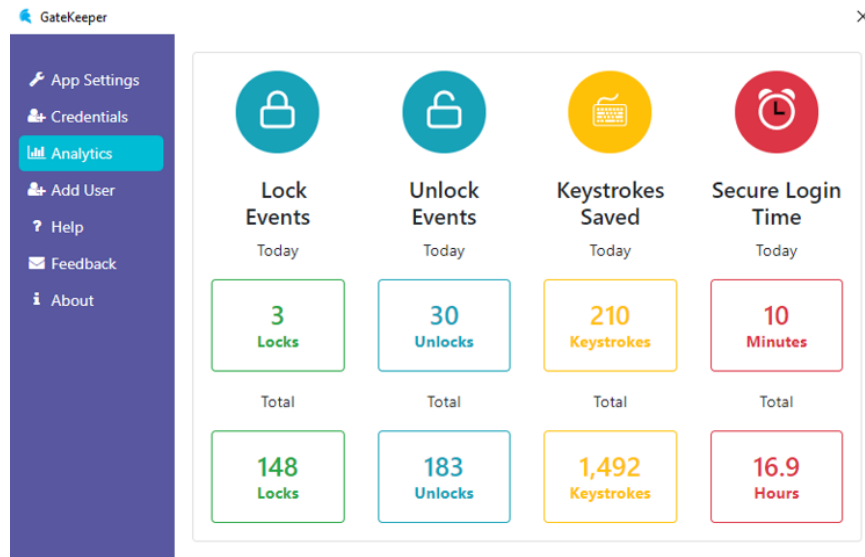 GateKeeper
App Settings
Credentials
Analytics
Add User
Help
Feedback
About
Lock
Events
Today
3
Locks
Total
148
Locks
Unlock
Events
Today
30
Unlocks
Total
183
Unlocks
Keystrokes
Saved
Today
210
Keystrokes
Total
1,492
Keystrokes
Secure Login
Time
Today
10
Minutes
Total
16.9
Hours